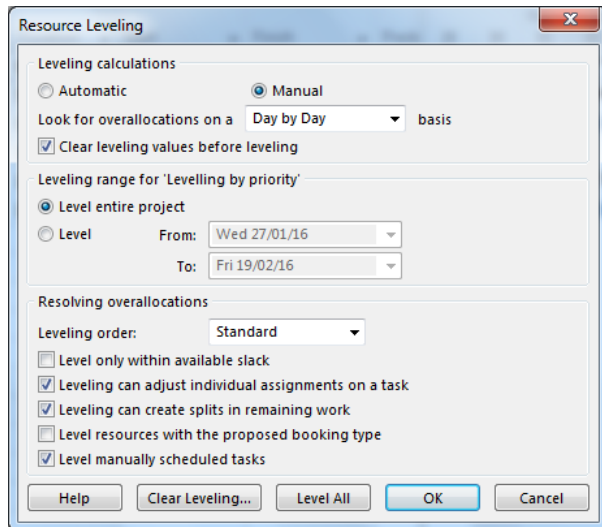 Resource Leveling
Leveling calculations
Automatic Manual
Look for overallocations on a Day by Day basis
Clear leveling values before leveling
Leveling range for 'Levelling by priority'
Level entire project
Level From: Wed 27/01/16
To: Fri 19/02/16
Resolving overallocations
Leveling order: Standard
Level only within available slack
Leveling can adjust individual assignments on a task
Leveling can create splits in remaining work
Level resources with the proposed booking type
Level manually scheduled tasks
Help Clear Leveling... Level All OK Cancel